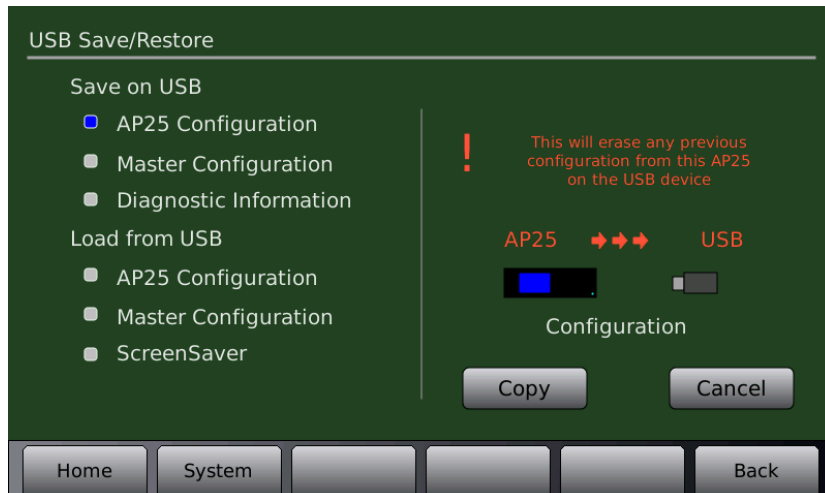 USB Save/Restore
Save on USB
AP25 Configuration
Master Configuration
Diagnostic Information
Load from USB
AP25 Configuration
Master Configuration
ScreenSaver
!
This will erase any previous
configuration from this AP25
on the USB device
AP25 USB
Configuration
Copy Cancel
Home System Back